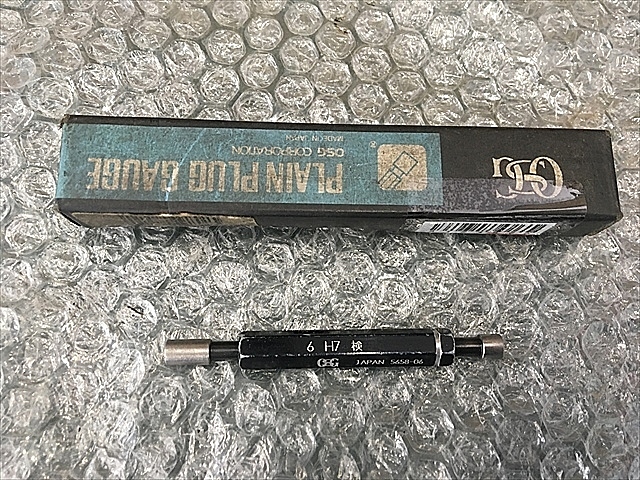 OSG
PLAIN PLUG GAUGE
OSG CORPORATION
MADE IN JAPAN
®
6 H7 検
OSG JAPAN 5658-06